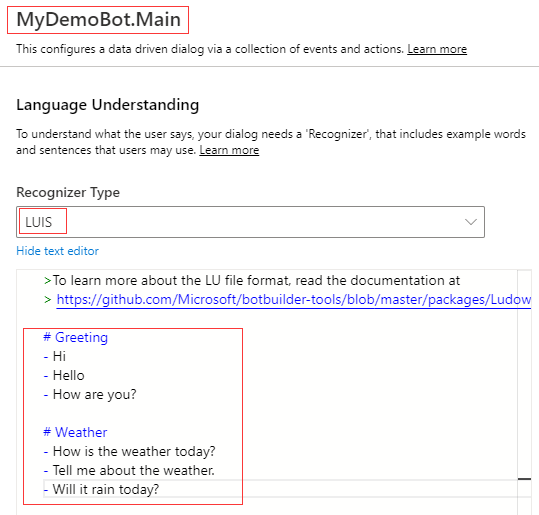 MyDemoBot.Main
This configures a data driven dialog via a collection of events and actions. Learn more
Language Understanding
To understand what the user says, your dialog needs a 'Recognizer', that includes example words
and sentences that users may use. Learn more
Recognizer Type
LUIS
Hide text editor
>To learn more about the LU file format, read the documentation at
> https://github.com/Microsoft/botbuilder-tools/blob/master/packages/Ludow
# Greeting
- Hi
- Hello
- How are you?
# Weather
- How is the weather today?
- Tell me about the weather.
- Will it rain today?